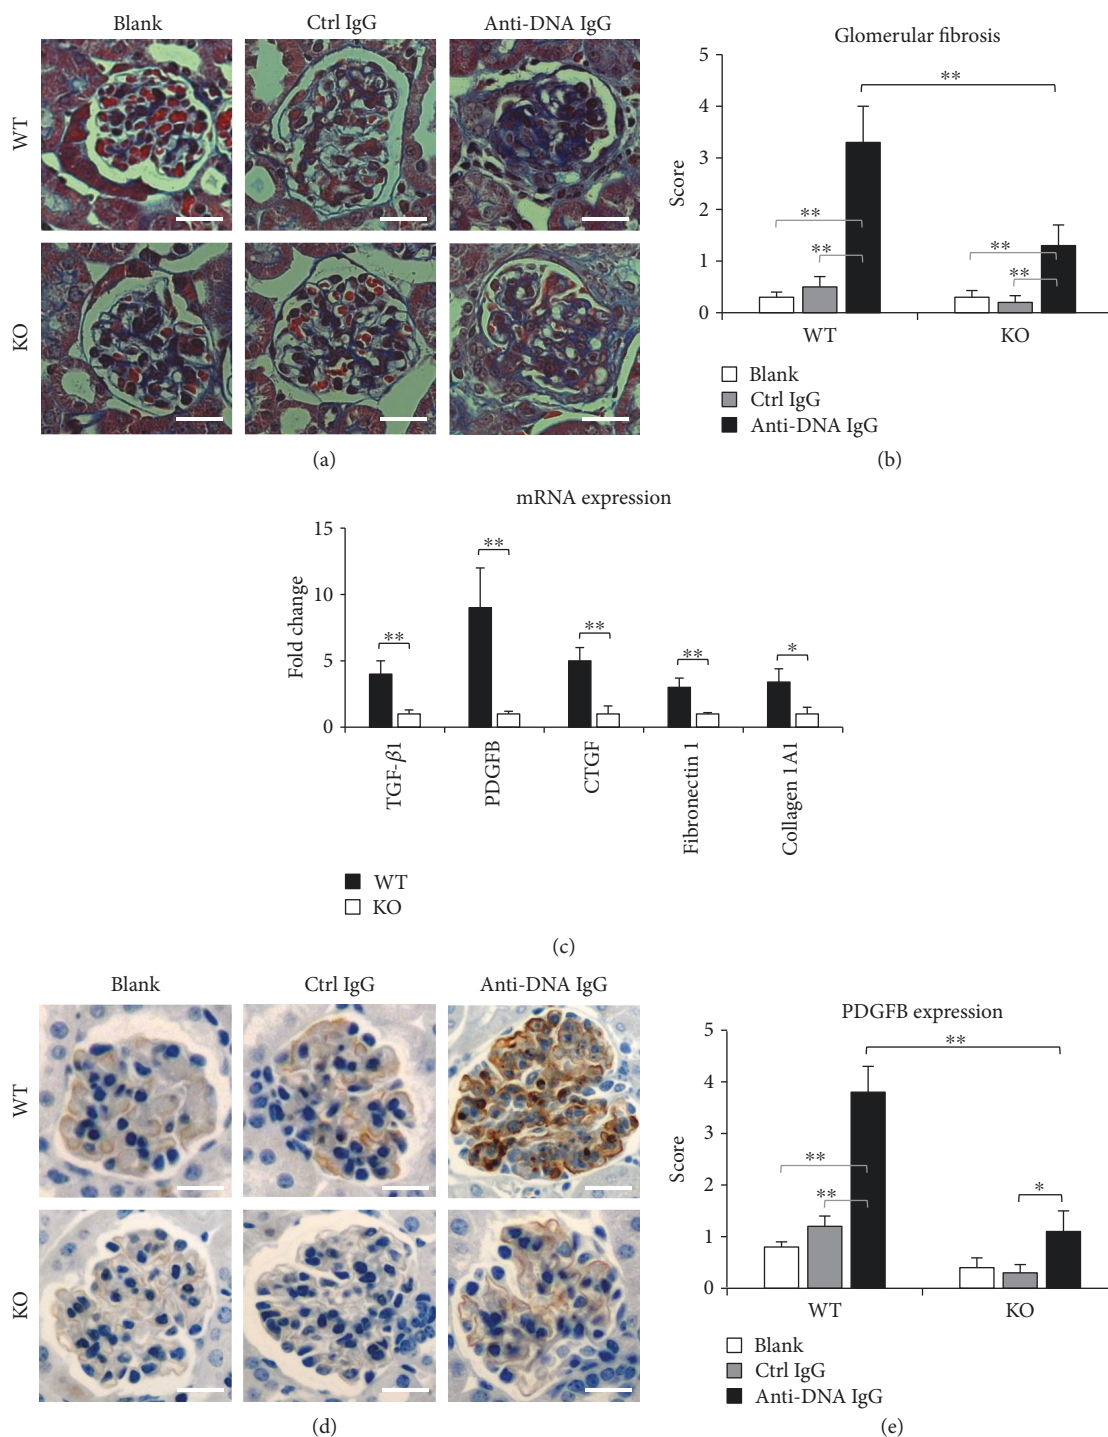 Blank Ctrl IgG Anti-DNA IgG
WT
KO
(a)
Glomerular fibrosis
Score
5
4
3
2
1
0
**
**
**
**
**
WT KO
Blank
Ctrl IgG
Anti-DNA IgG
(b)
mRNA expression
Fold change
15
10
5
0
**
**
**
**
*
TGF-β1
PDGFB
CTGF
Fibronectin 1
Collagen 1A1
WT
KO
(c)
Blank Ctrl IgG Anti-DNA IgG
WT
KO
(d)
PDGFB expression
Score
5
4
3
2
1
0
**
**
**
*
WT KO
Blank
Ctrl IgG
Anti-DNA IgG
(e)